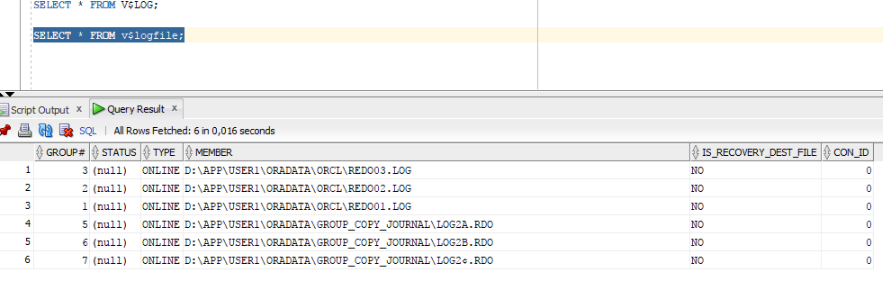 SELECT * FROM V$LOG;
SELECT * FROM v$logfile;
Script Output x Query Result x
SQL | All Rows Fetched: 6 in 0,016 seconds
GROUP# STATUS TYPE MEMBER IS_RECOVERY_DEST_FILE CON_ID
1 3 (null) ONLINE D:\APP\USER1\ORADATA\ORCL\REDO03.LOG NO 0
2 2 (null) ONLINE D:\APP\USER1\ORADATA\ORCL\REDO02.LOG NO 0
3 1 (null) ONLINE D:\APP\USER1\ORADATA\ORCL\REDO01.LOG NO 0
4 5 (null) ONLINE D:\APP\USER1\ORADATA\GROUP_COPY_JOURNAL\LOG2A.RDO NO 0
5 6 (null) ONLINE D:\APP\USER1\ORADATA\GROUP_COPY_JOURNAL\LOG2B.RDO NO 0
6 7 (null) ONLINE D:\APP\USER1\ORADATA\GROUP_COPY_JOURNAL\LOG2¢.RDO NO 0